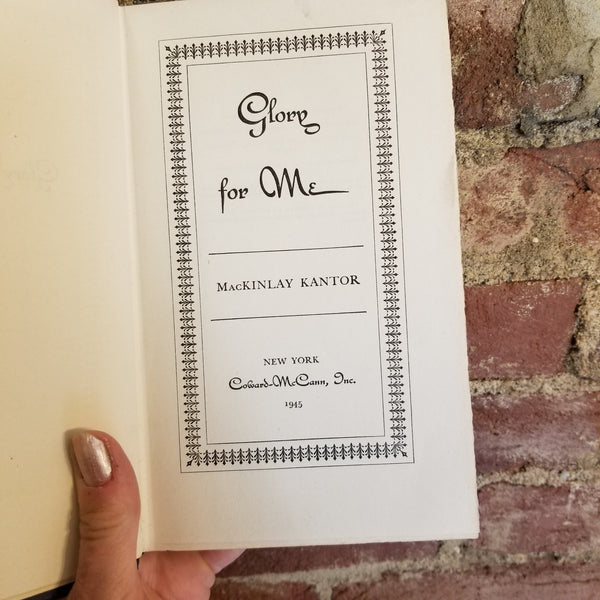 Glory
for Me
MacKINLAY KANTOR
NEW YORK
Coward-McCann, Inc.
1945